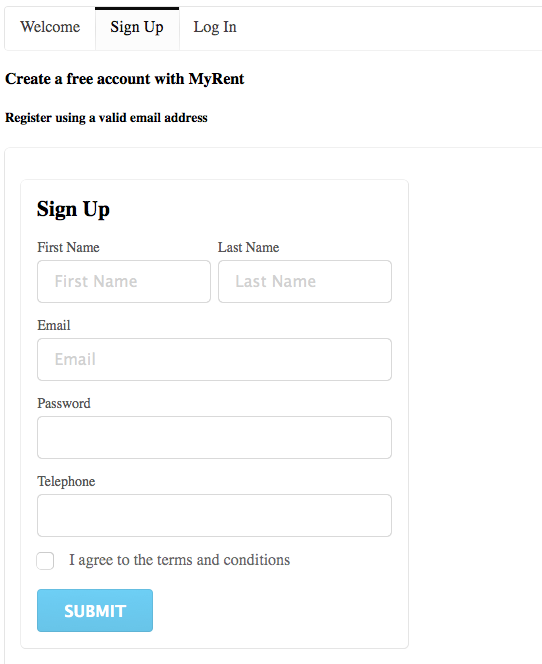 Welcome Sign Up Log In
Create a free account with MyRent
Register using a valid email address
Sign Up
First Name Last Name
First Name Last Name
Email
Email
Password
Telephone
I agree to the terms and conditions
SUBMIT